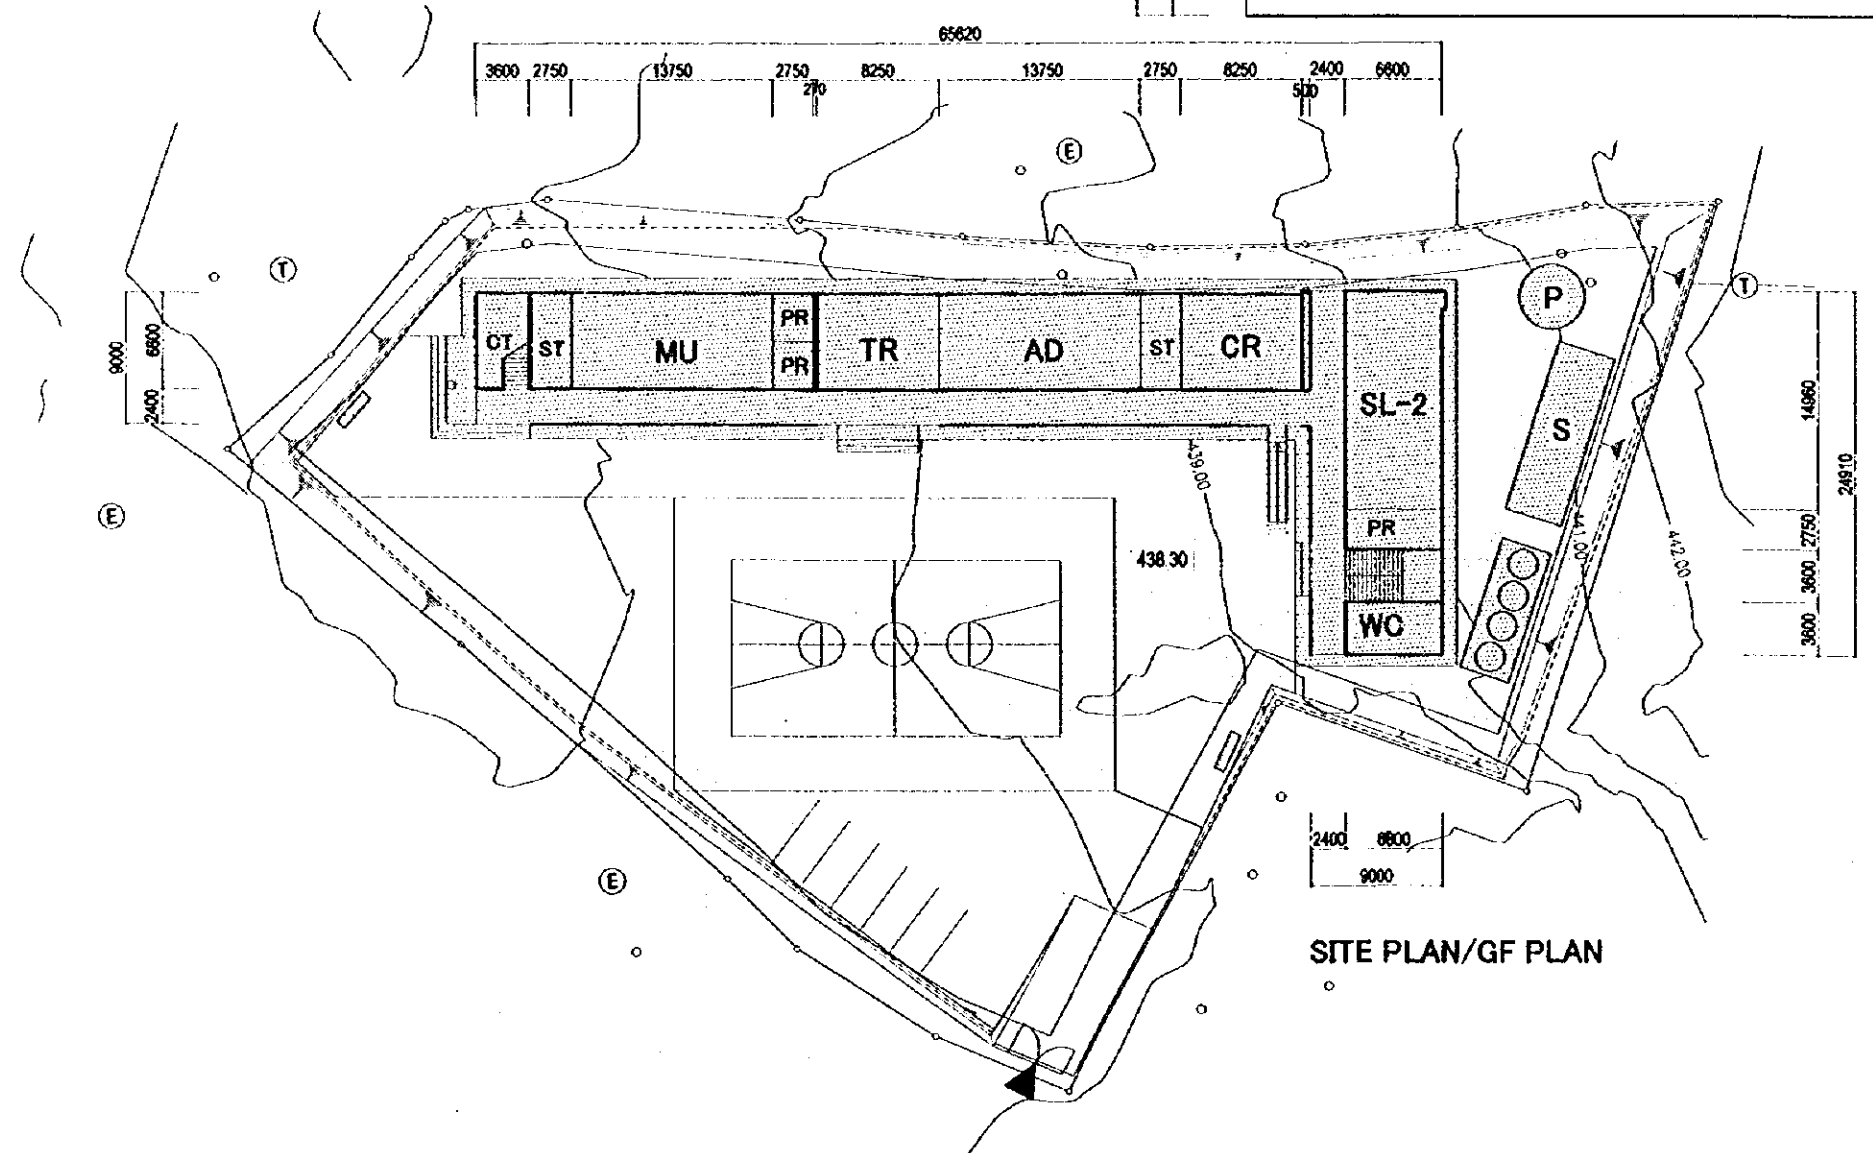 65620
3600 2750 13750 2750 8250 13750 2750 8250 2400 6600
270 500
E
T
T
P
9000 6600 2400
CT ST MU PR PR TR AD ST CR
SL-2
S
14960
24910
439.00
E
PR
438.30
441.00
442.00
2750
3600
WC
3600
2400 6600
9000
E
SITE PLAN/GF PLAN